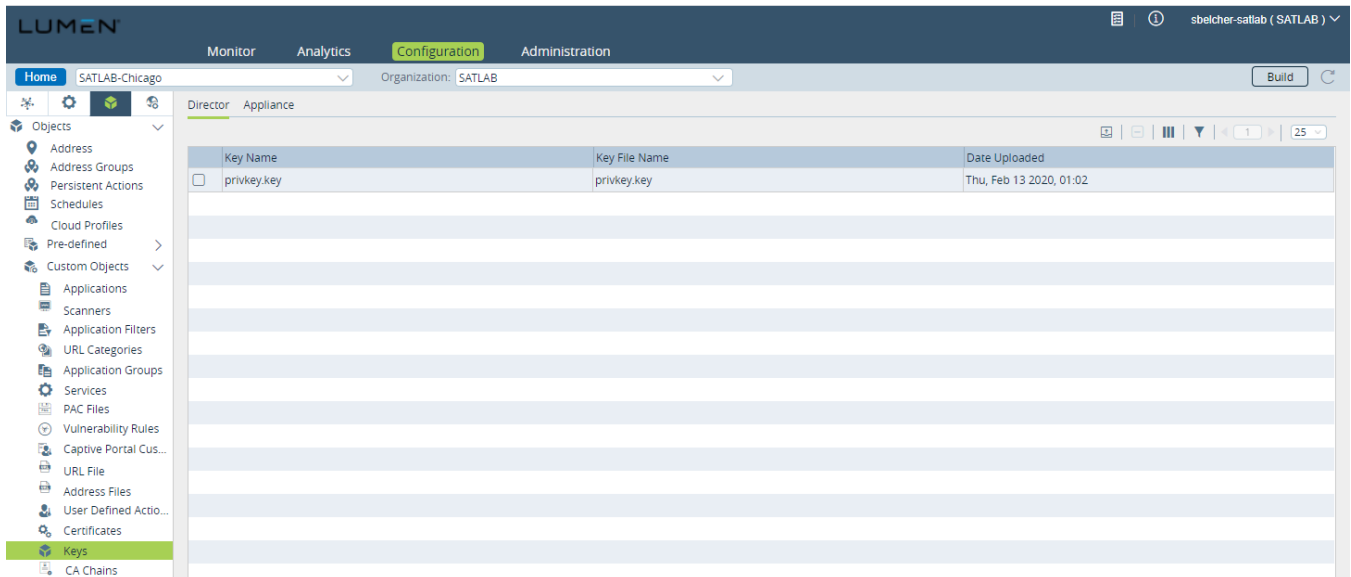 LUMEN
sbelcher-satlab ( SATLAB )
Monitor Analytics Configuration Administration
Home SATLAB-Chicago Organization: SATLAB Build
Director Appliance
Objects
1 25
Address
Key Name Key File Name Date Uploaded
Address Groups
privkey.key privkey.key Thu, Feb 13 2020, 01:02
Persistent Actions
Schedules
Cloud Profiles
Pre-defined
Custom Objects
Applications
Scanners
Application Filters
URL Categories
Application Groups
Services
PAC Files
Vulnerability Rules
Captive Portal Cus...
URL File
Address Files
User Defined Actio...
Certificates
Keys
CA Chains